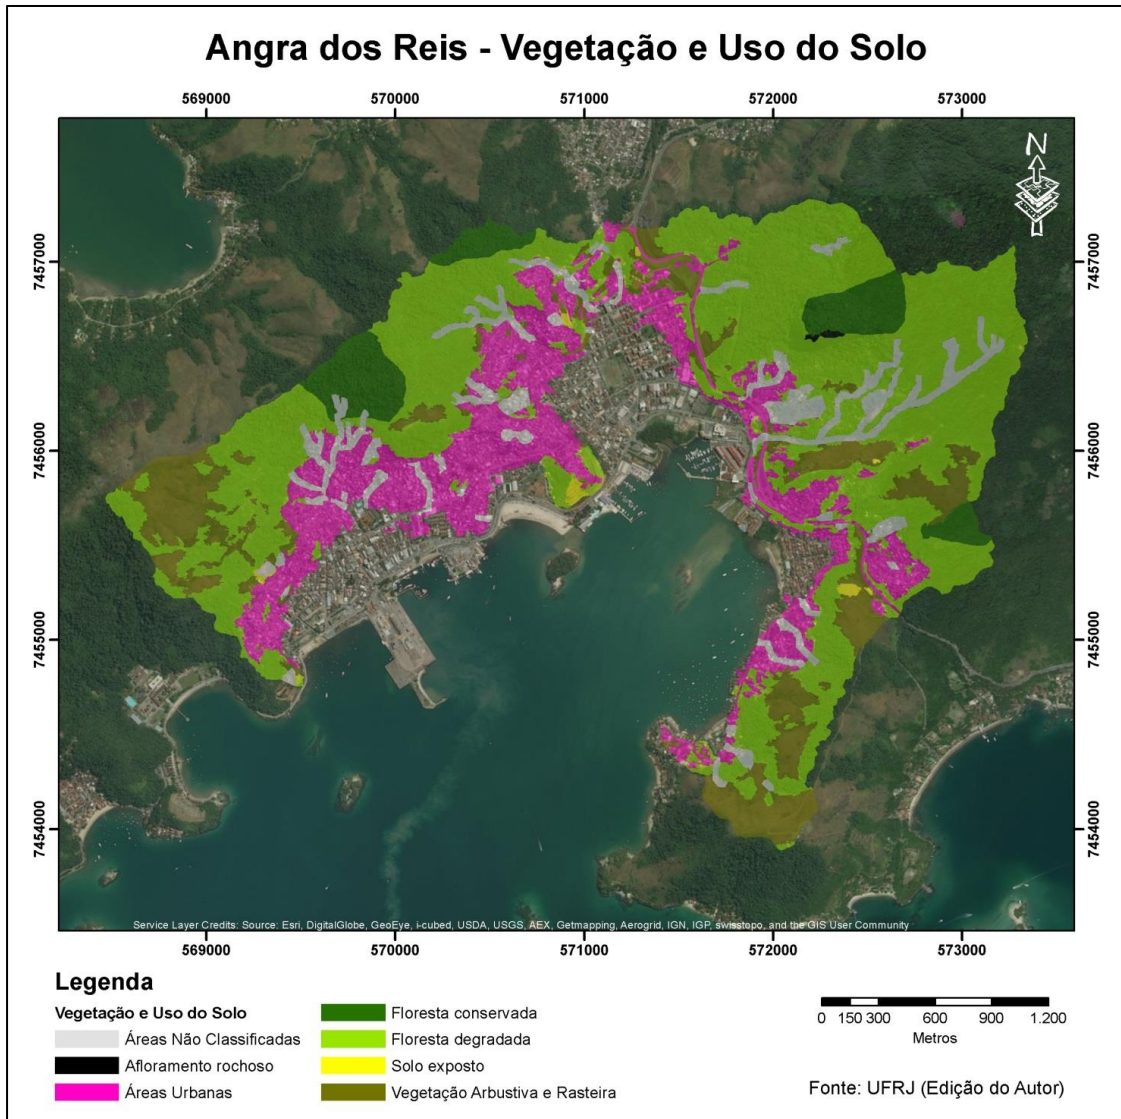 Angra dos Reis - Vegetação e Uso do Solo
569000 570000 571000 572000 573000
N
7457000 7457000
7456000 7456000
7455000 7455000
7454000 7454000
Service Layer Credits: Source: Esri, DigitalGlobe, GeoEye, i-cubed, USDA, USGS, AEX, Getmapping, Aerogrid, IGN, IGP, swisstopo, and the GIS User Community
569000 570000 571000 572000 573000
Legenda
Vegetação e Uso do Solo
Áreas Não Classificadas
Afloramento rochoso
Áreas Urbanas
Floresta conservada
Floresta degradada
Solo exposto
Vegetação Arbustiva e Rasteira
0 150 300 600 900 1.200
Metros
Fonte: UFRJ (Edição do Autor)